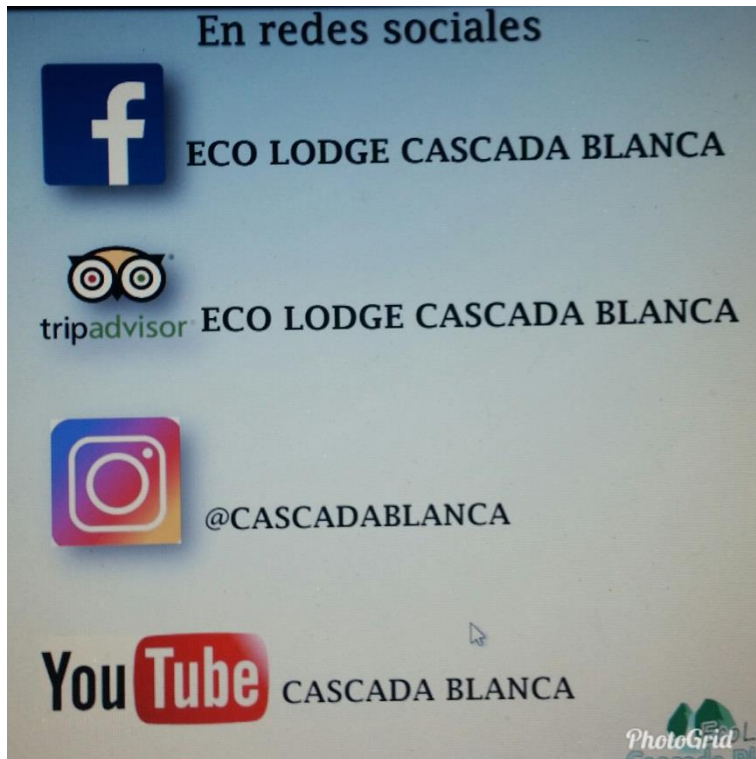 En redes sociales
f
ECO LODGE CASCADA BLANCA
tripadvisor
ECO LODGE CASCADA BLANCA
@CASCADABLANCA
YouTube
CASCADA BLANCA
PhotoGrid